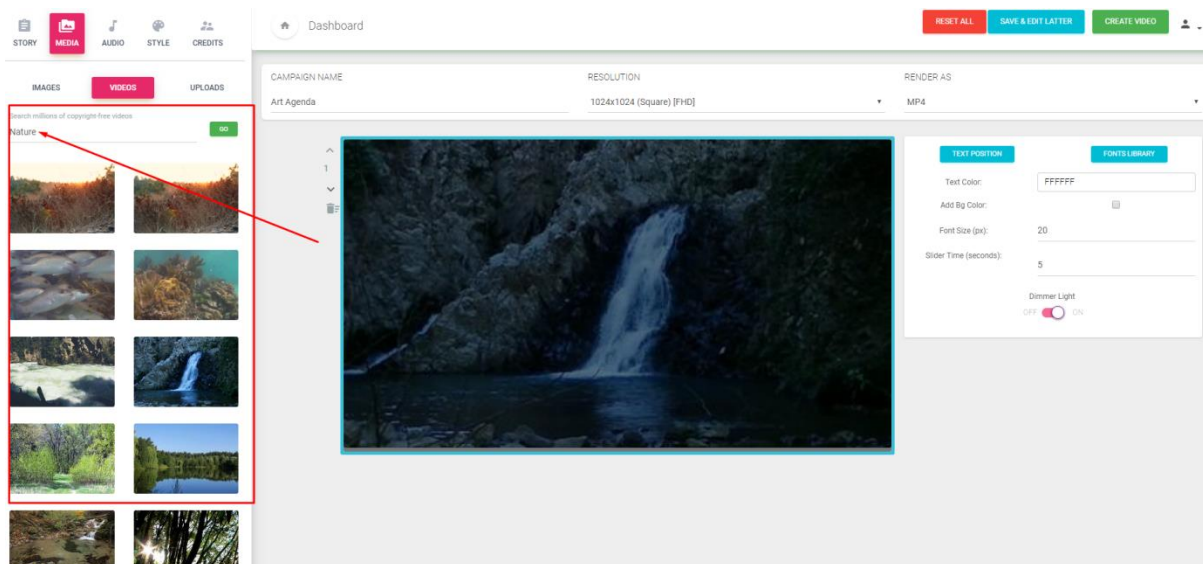 STORY
MEDIA
AUDIO
STYLE
CREDITS
Dashboard
RESET ALL
SAVE & EDIT LATTER
CREATE VIDEO
IMAGES
VIDEOS
UPLOADS
Search millions of copyright-free videos
Nature
GO
CAMPAIGN NAME
RESOLUTION
RENDER AS
Art Agenda
1024x1024 (Square) [FHD]
MP4
1
TEXT POSITION
FONTS LIBRARY
Text Color:
FFFFFF
Add Bg Color:
Font Size (px):
20
Slider Time (seconds):
5
Dimmer Light
OFF ON